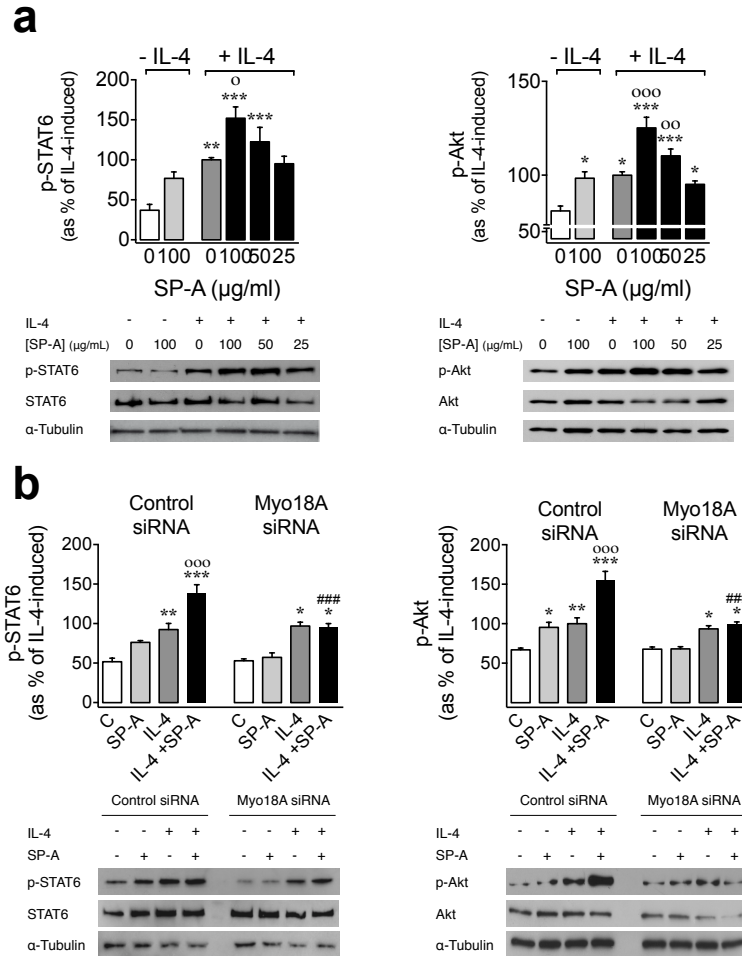 a
- IL-4 + IL-4
p-STAT6
(as % of IL-4-induced)
200
150
100
50
0
** o *** ***
0 100 0 100 50 25
SP-A (µg/ml)
IL-4 - - + + + +
[SP-A] (µg/mL) 0 100 0 100 50 25
p-STAT6
STAT6
α-Tubulin
- IL-4 + IL-4
p-Akt
(as % of IL-4-induced)
150
100
50
* * ooo *** oo *** *
0 100 0 100 50 25
SP-A (µg/ml)
IL-4 - - + + + +
[SP-A] (µg/mL) 0 100 0 100 50 25
p-Akt
Akt
α-Tubulin
b
Control siRNA Myo18A siRNA
p-STAT6
(as % of IL-4-induced)
200
150
100
50
0
** ooo *** * ### *
C SP-A IL-4 IL-4 +SP-A C SP-A IL-4 IL-4 +SP-A
Control siRNA Myo18A siRNA
IL-4 - - + + - - + +
SP-A - + - + - + - +
p-STAT6
STAT6
α-Tubulin
Control siRNA Myo18A siRNA
p-Akt
(as % of IL-4-induced)
200
150
100
50
* ** ooo *** * ## *
C SP-A IL-4 IL-4 +SP-A C SP-A IL-4 IL-4 +SP-A
Control siRNA Myo18A siRNA
IL-4 - - + + - - + +
SP-A - + - + - + - +
p-Akt
Akt
α-Tubulin